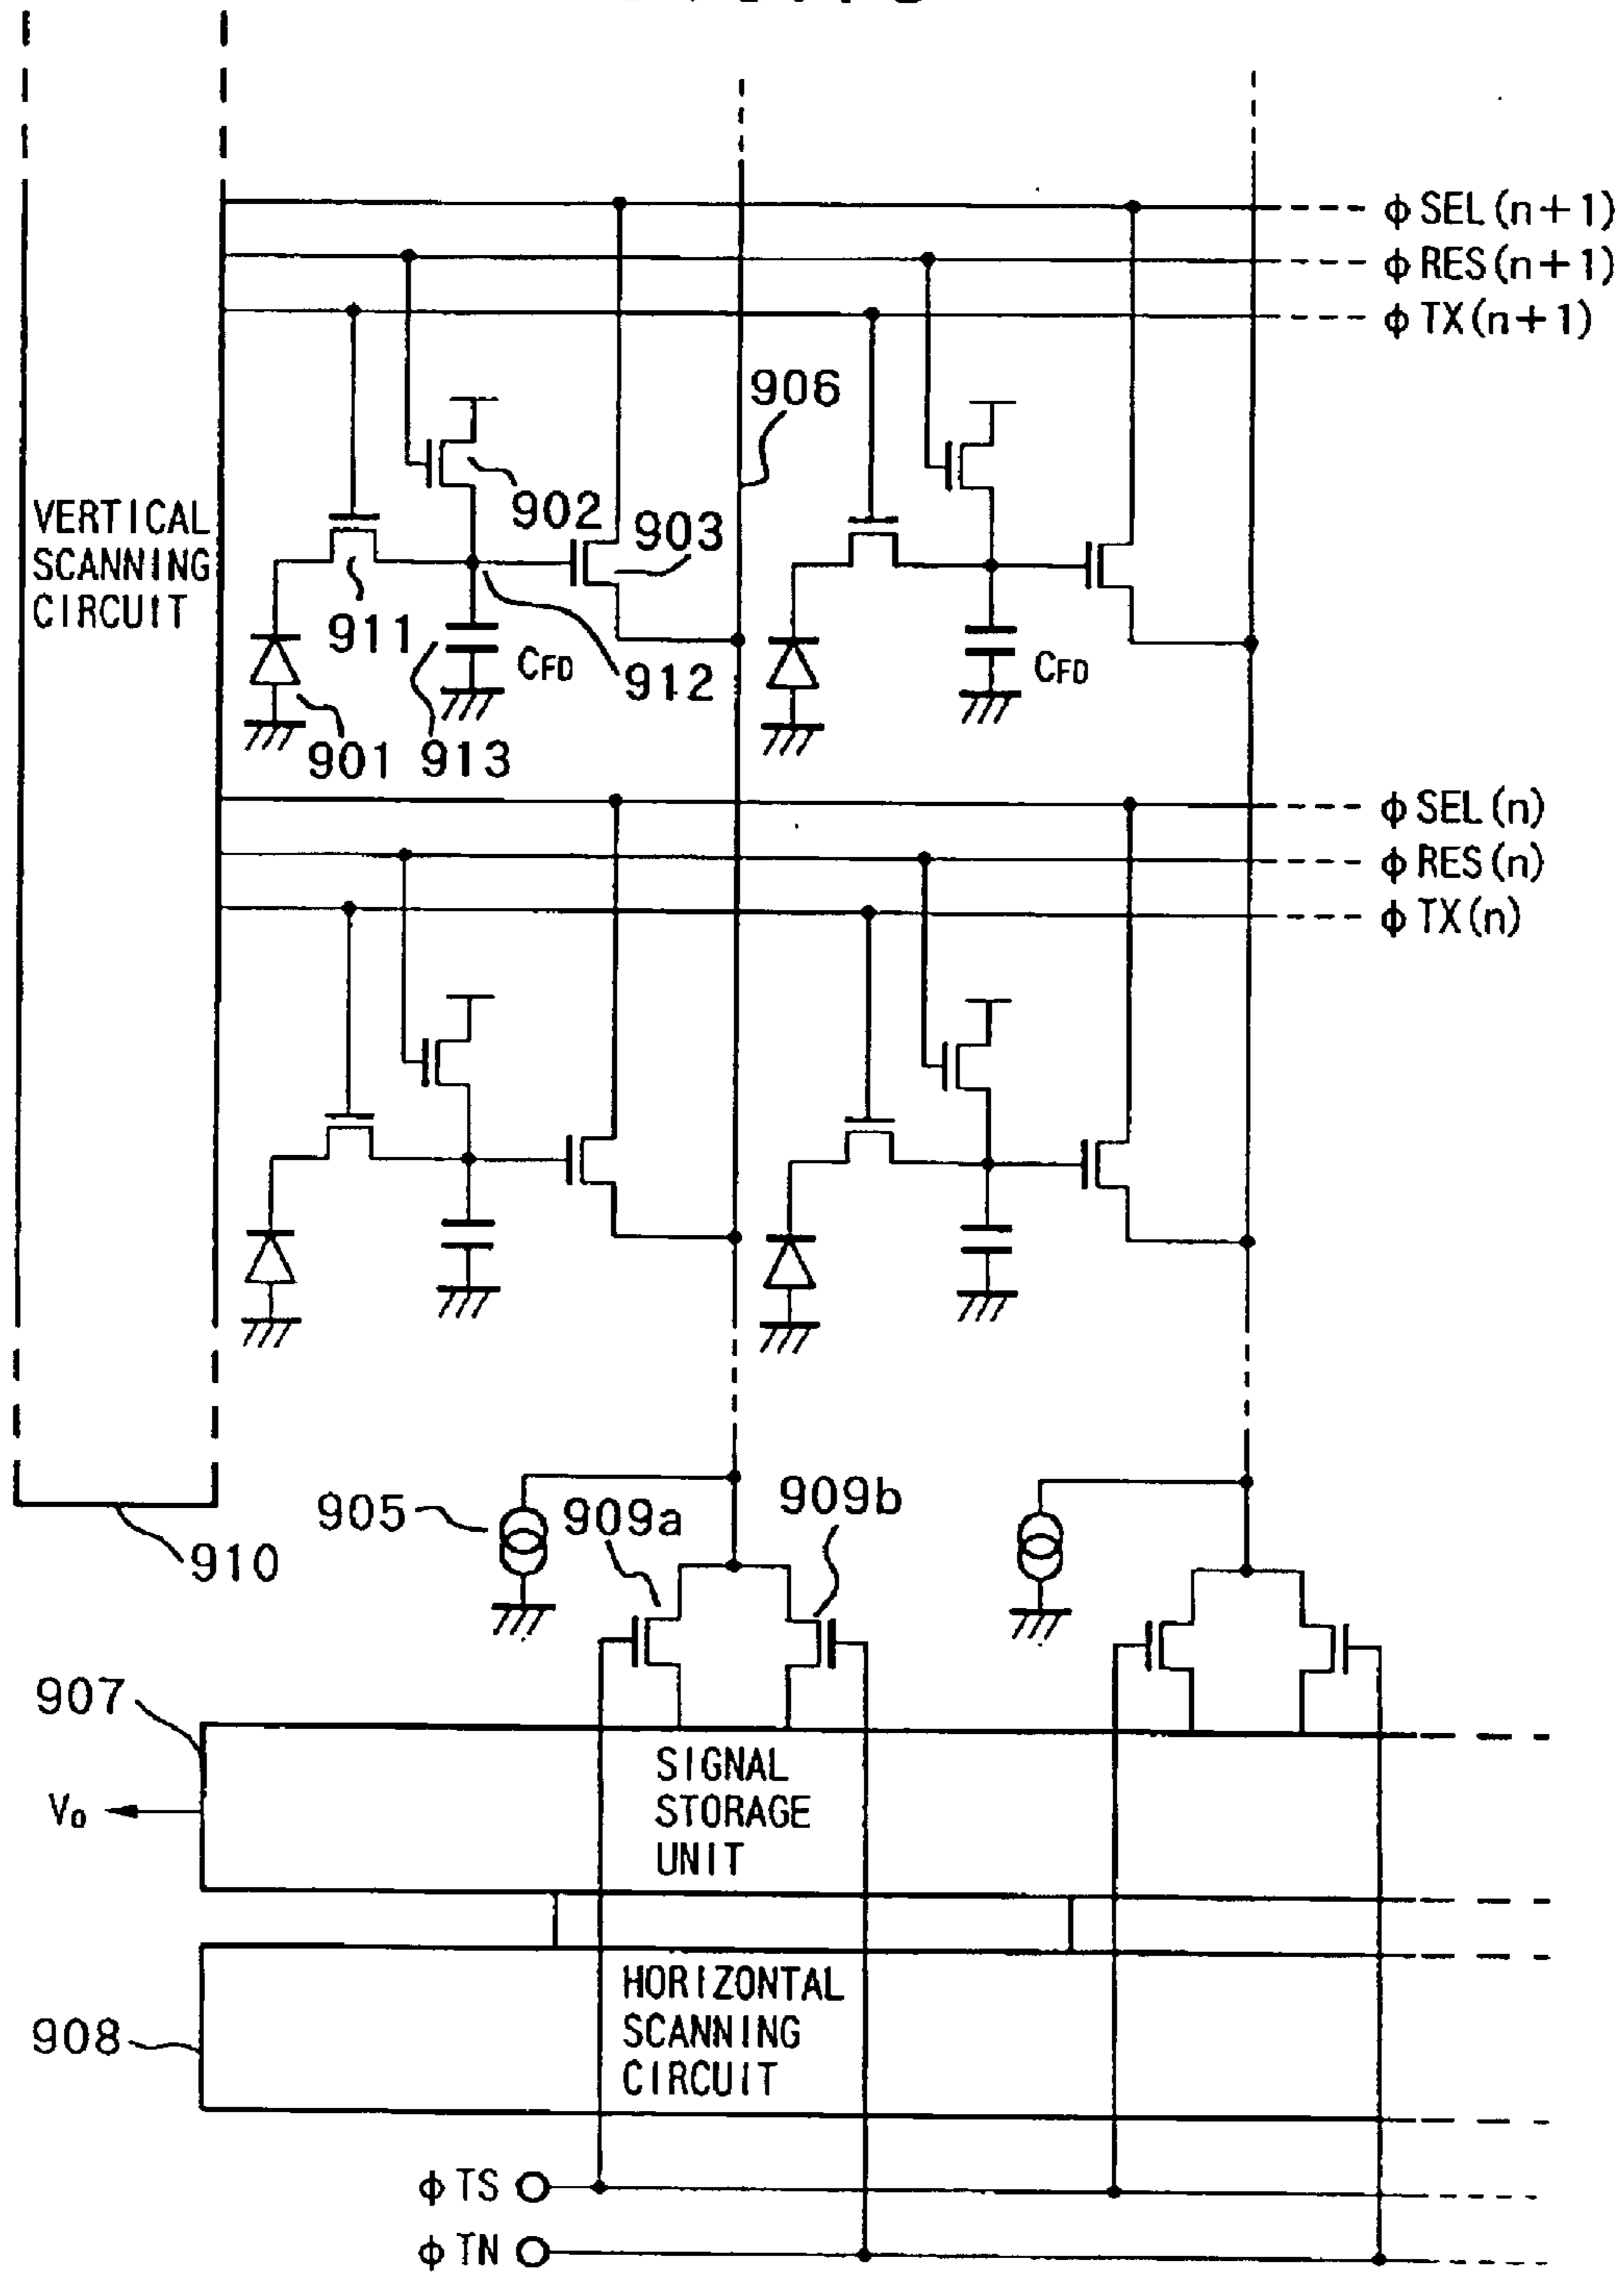 φSEL(n+1)
φRES(n+1)
φTX(n+1)
906
VERTICAL
SCANNING
CIRCUIT
902
903
911
CFD
912
CFD
901
913
φSEL(n)
φRES(n)
φTX(n)
905
909a
909b
910
907
SIGNAL
STORAGE
UNIT
Vo
HORIZONTAL
SCANNING
CIRCUIT
908
φTS
φTN